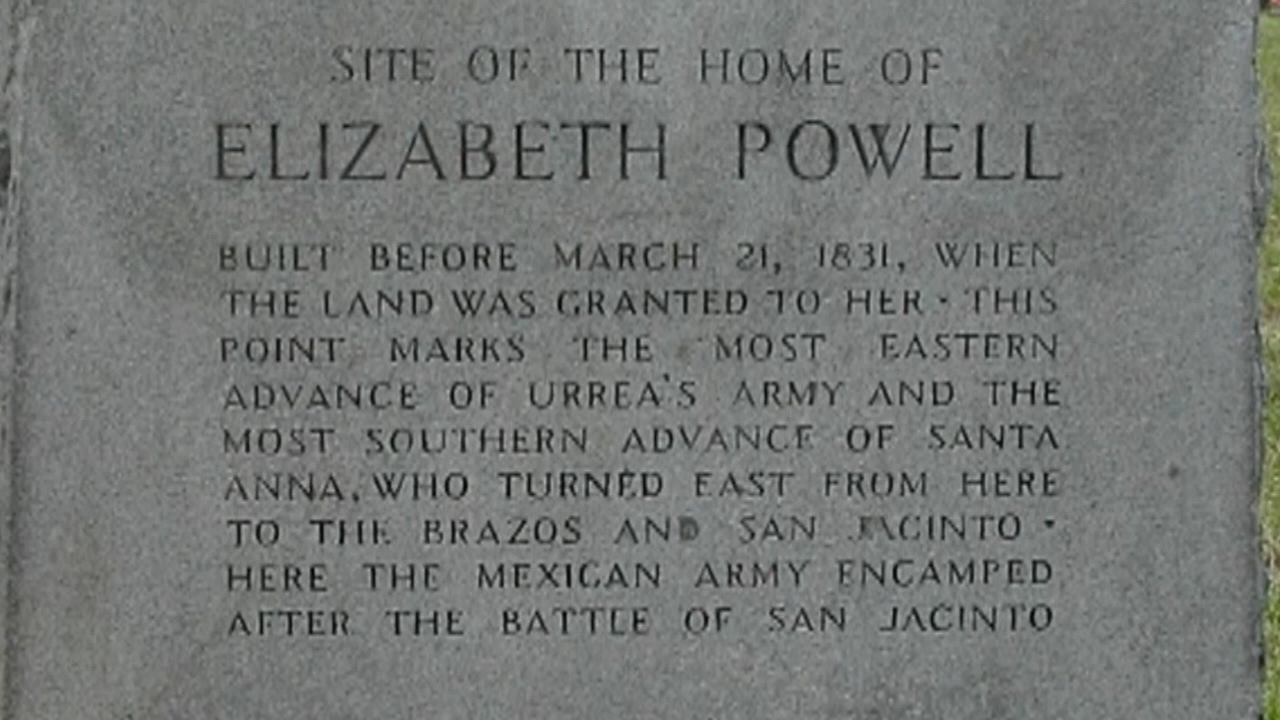 SITE OF THE HOME OF
ELIZABETH POWELL
BUILT BEFORE MARCH 21, 1831, WHEN
THE LAND WAS GRANTED TO HER · THIS
POINT MARKS THE MOST EASTERN
ADVANCE OF URREA'S ARMY AND THE
MOST SOUTHERN ADVANCE OF SANTA
ANNA, WHO TURNED EAST FROM HERE
TO THE BRAZOS AND SAN JACINTO ·
HERE THE MEXICAN ARMY ENCAMPED
AFTER THE BATTLE OF SAN JACINTO